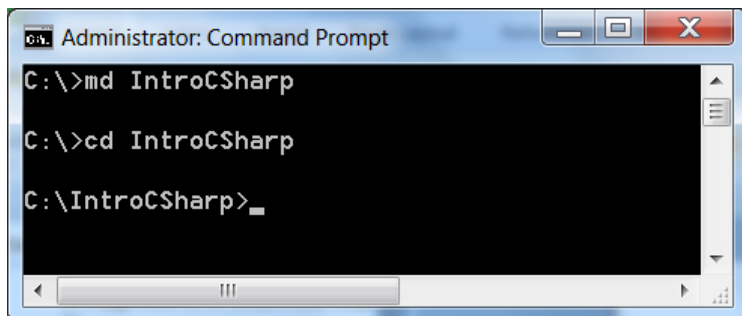 Administrator: Command Prompt
C:\>md IntroCSharp
C:\>cd IntroCSharp
C:\IntroCSharp>_